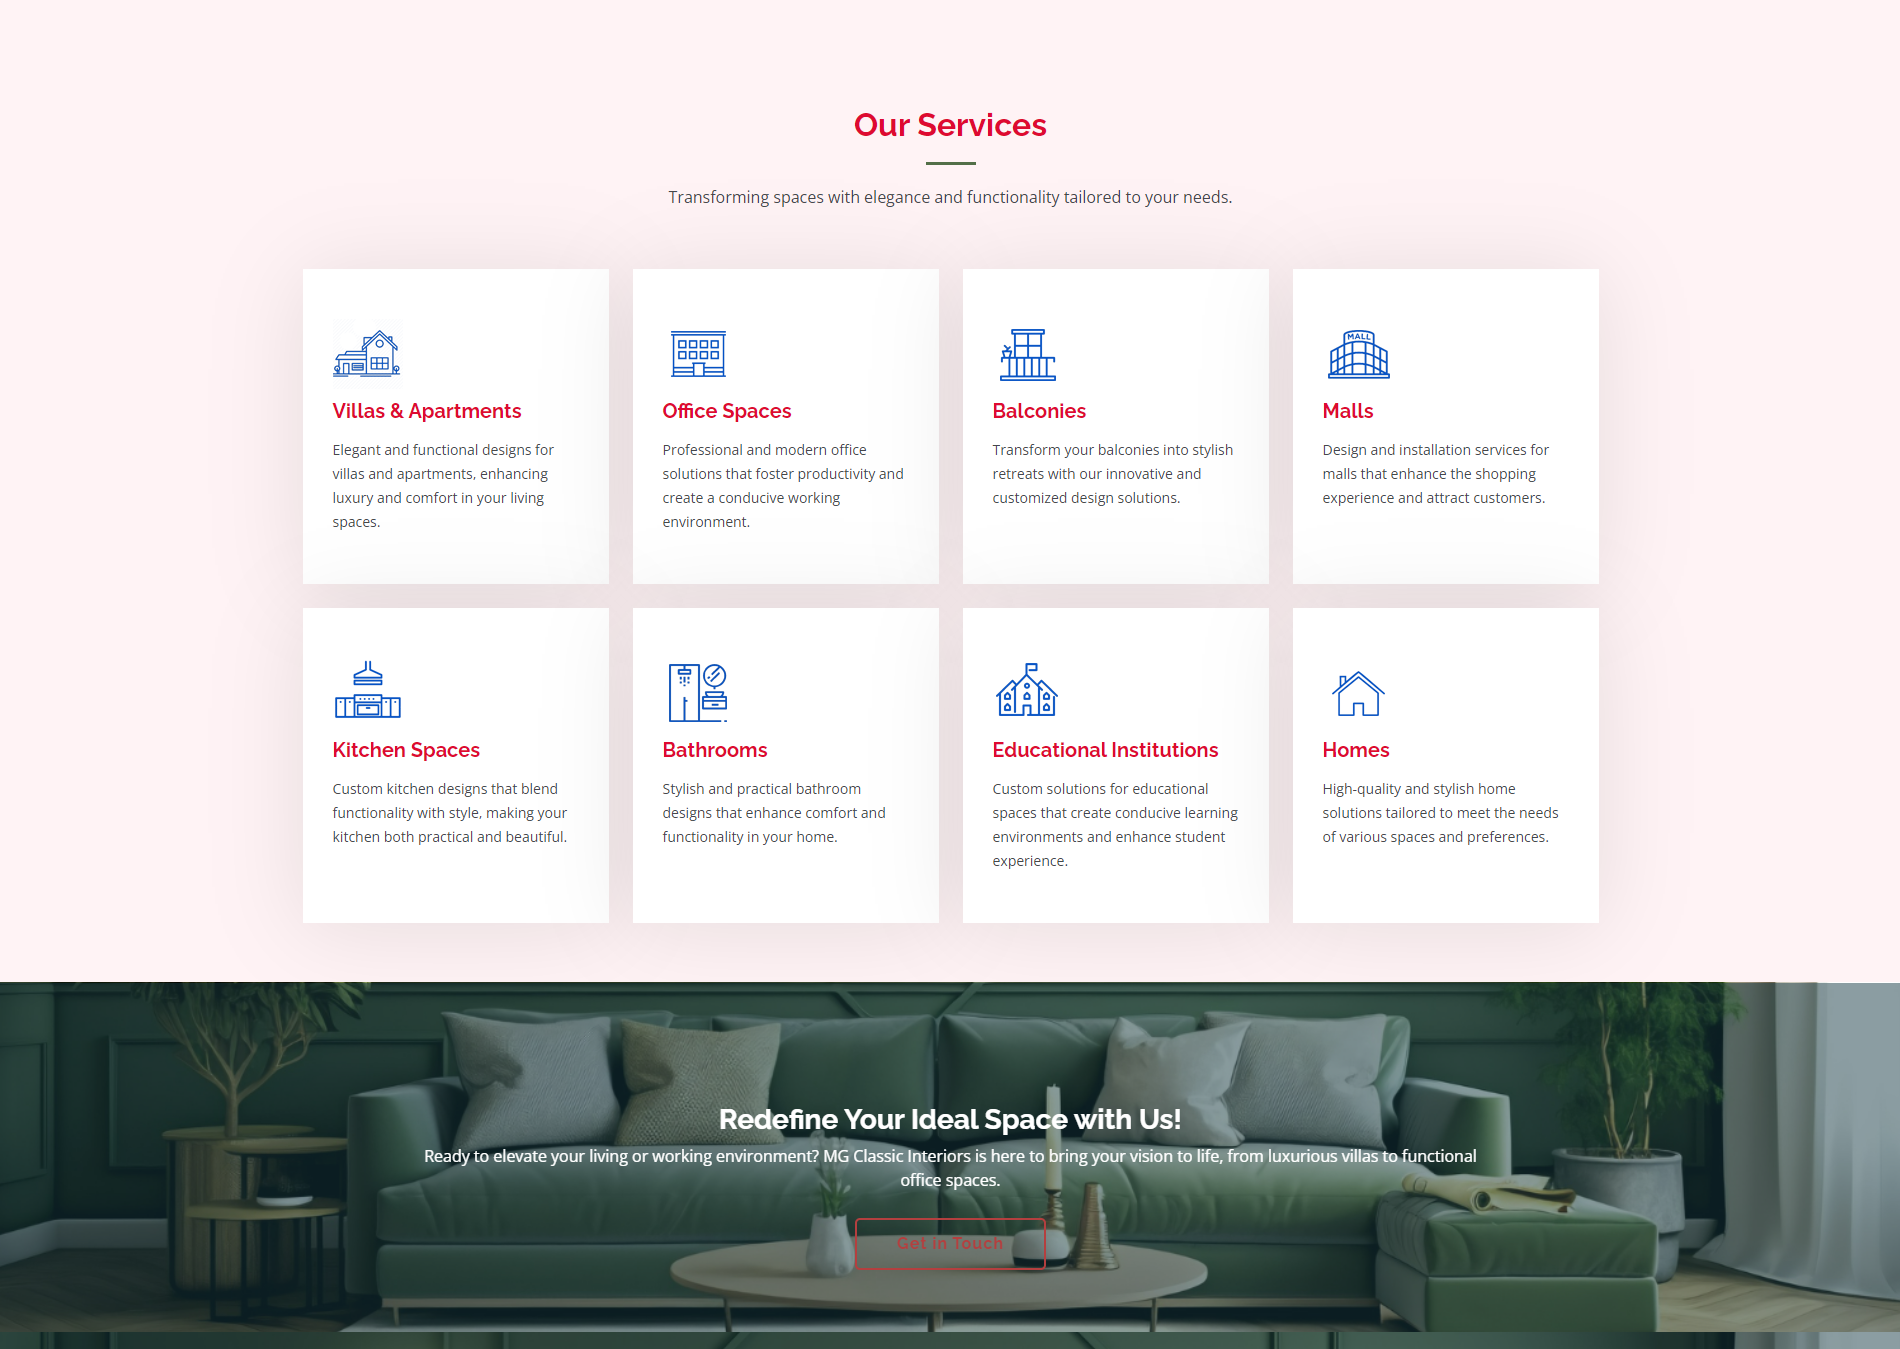 Our Services
Transforming spaces with elegance and functionality tailored to your needs.
MALL
Villas & Apartments
Elegant and functional designs for
villas and apartments, enhancing
luxury and comfort in your living
spaces.
Office Spaces
Professional and modern office
solutions that foster productivity and
create a conducive working
environment.
Balconies
Transform your balconies into stylish
retreats with our innovative and
customized design solutions.
Malls
Design and installation services for
malls that enhance the shopping
experience and attract customers.
Kitchen Spaces
Custom kitchen designs that blend
functionality with style, making your
kitchen both practical and beautiful.
Bathrooms
Stylish and practical bathroom
designs that enhance comfort and
functionality in your home.
Educational Institutions
Custom solutions for educational
spaces that create conducive learning
environments and enhance student
experience.
Homes
High-quality and stylish home
solutions tailored to meet the needs
of various spaces and preferences.
Redefine Your Ideal Space with Us!
Ready to elevate your living or working environment? MG Classic Interiors is here to bring your vision to life, from luxurious villas to functional
office spaces.
Get in Touch